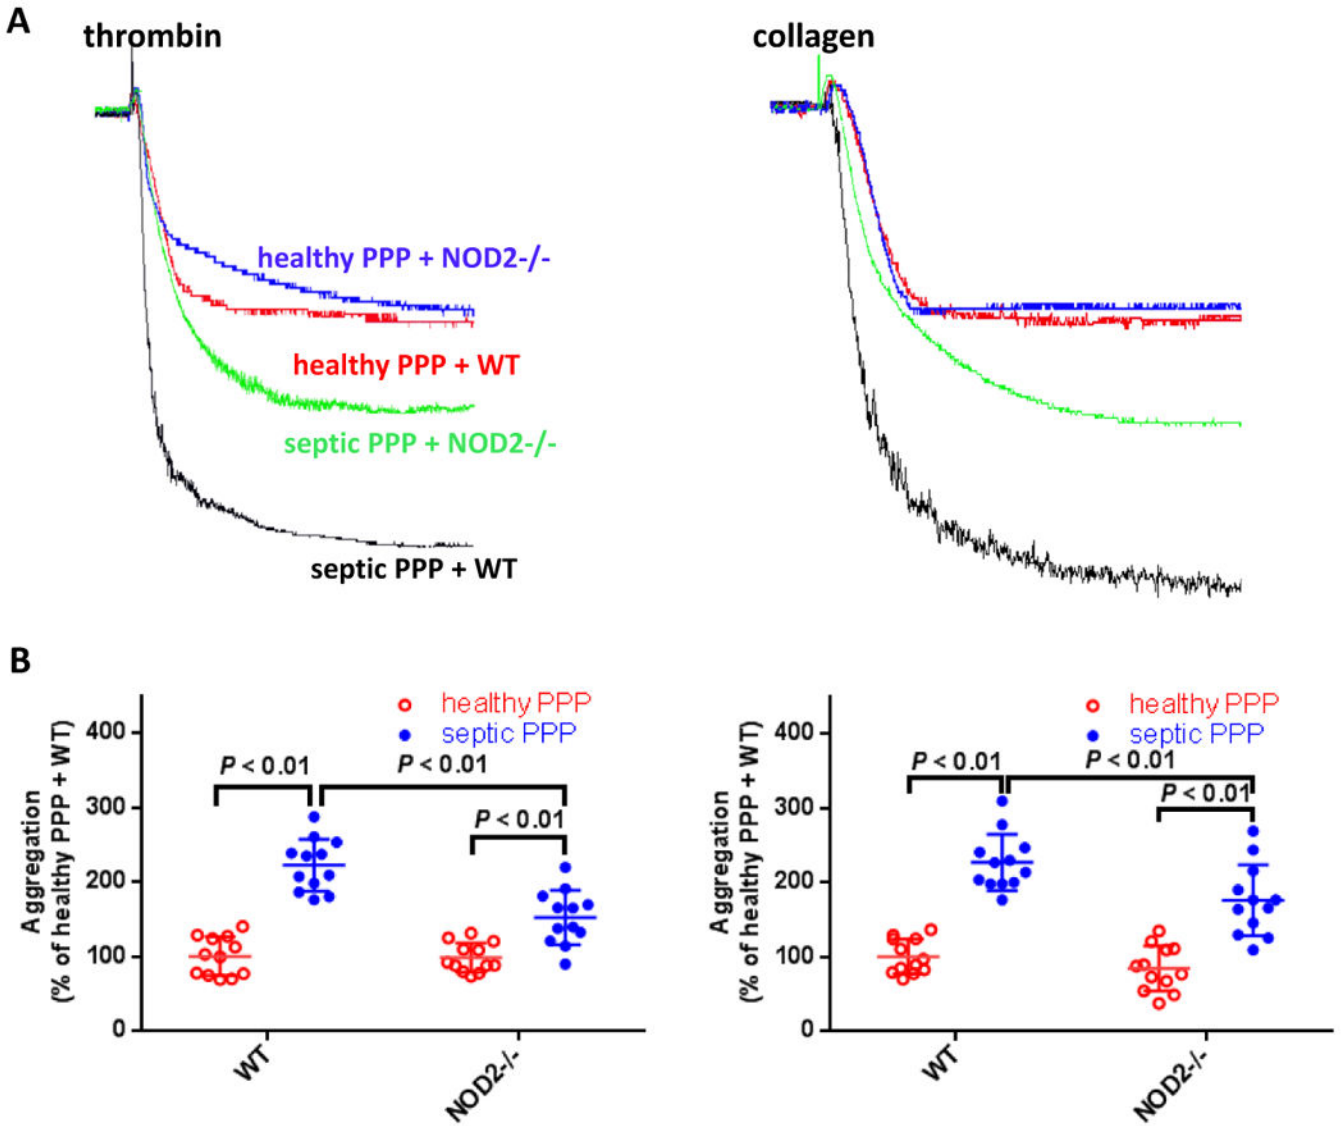 A
thrombin
collagen
healthy PPP + NOD2-/-
healthy PPP + WT
septic PPP + NOD2-/-
septic PPP + WT
B
Aggregation
(% of healthy PPP + WT)
400
300
200
100
0
healthy PPP
septic PPP
P < 0.01
P < 0.01
P < 0.01
WT
NOD2-/-
Aggregation
(% of healthy PPP + WT)
400
300
200
100
0
healthy PPP
septic PPP
P < 0.01
P < 0.01
P < 0.01
WT
NOD2-/-